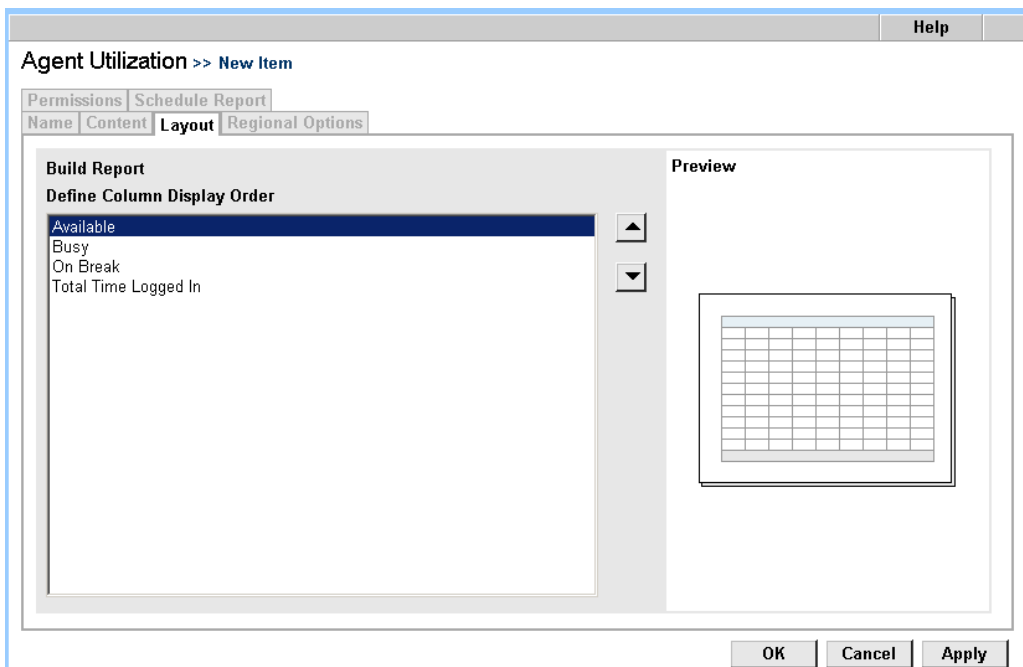 Help
Agent Utilization >> New Item
Permissions Schedule Report
Name Content Layout Regional Options
Build Report
Define Column Display Order
Available
Busy
On Break
Total Time Logged In
Preview
OK Cancel Apply